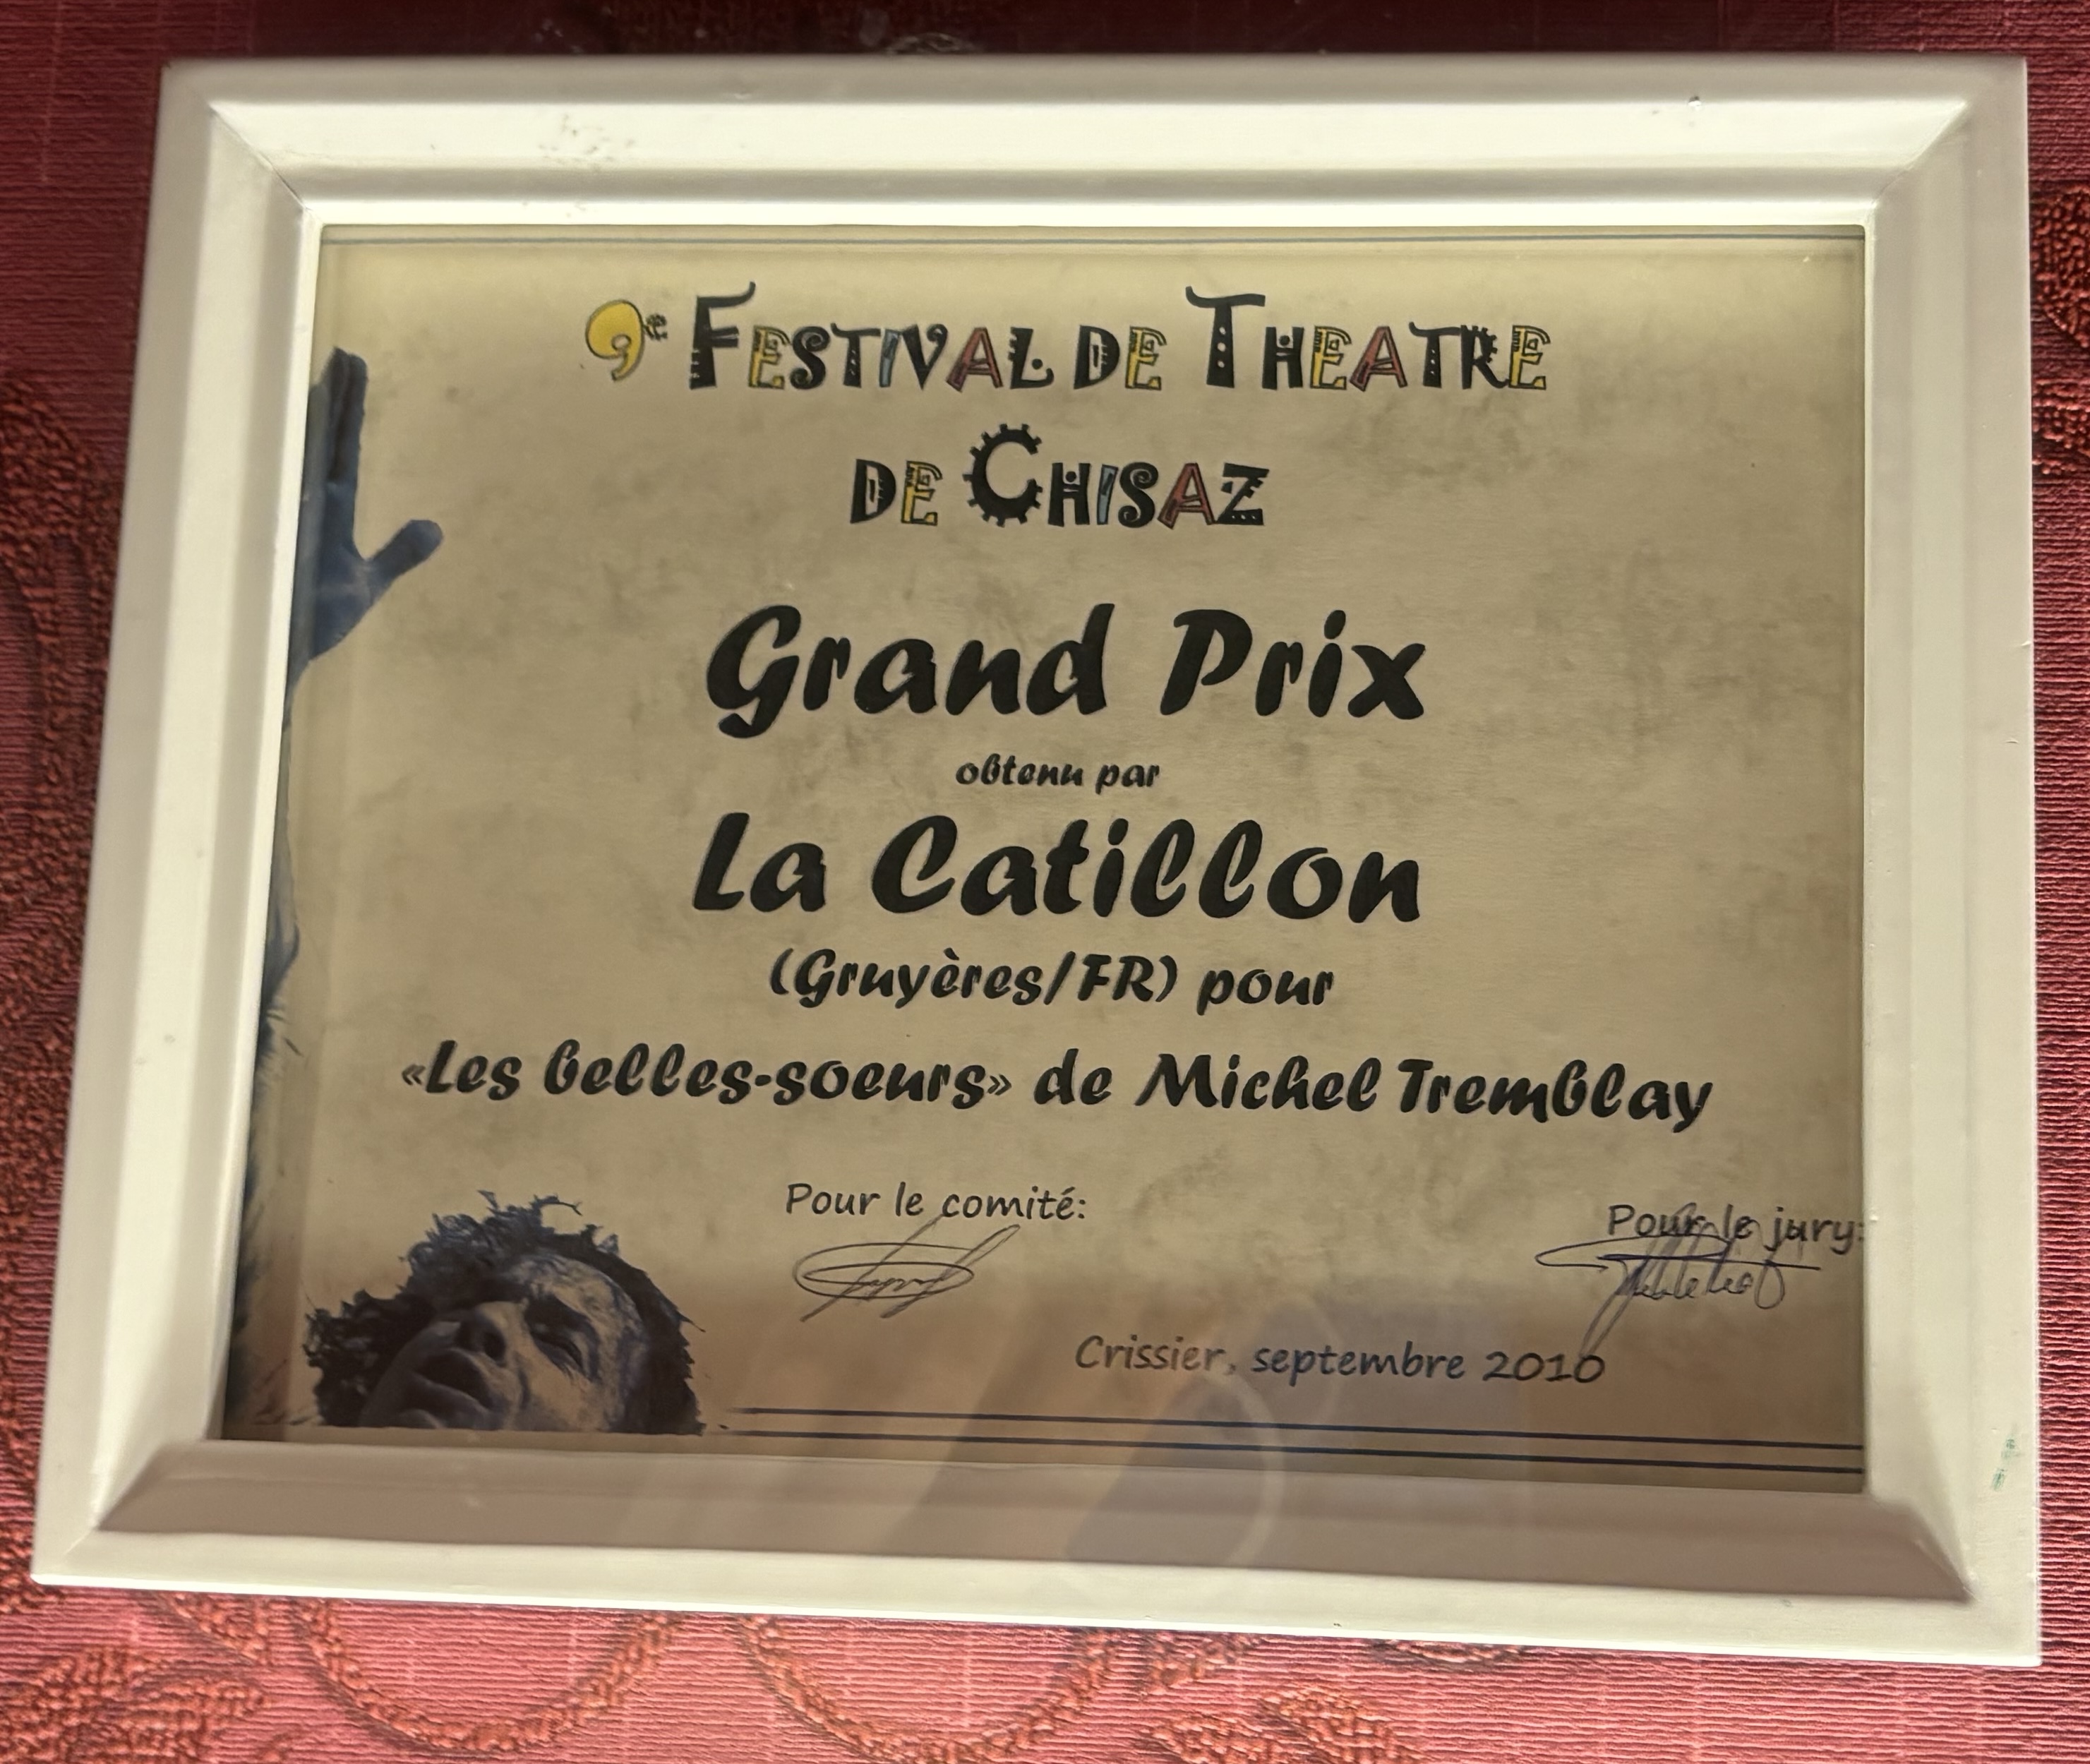 9e FESTIVAL DE THEATRE
DE CHISAZ
Grand Prix
obtenu par
La Catillon
(Gruyères/FR) pour
«Les belles-soeurs» de Michel Tremblay
Pour le comité:
Pour le jury:
Crissier, septembre 2010